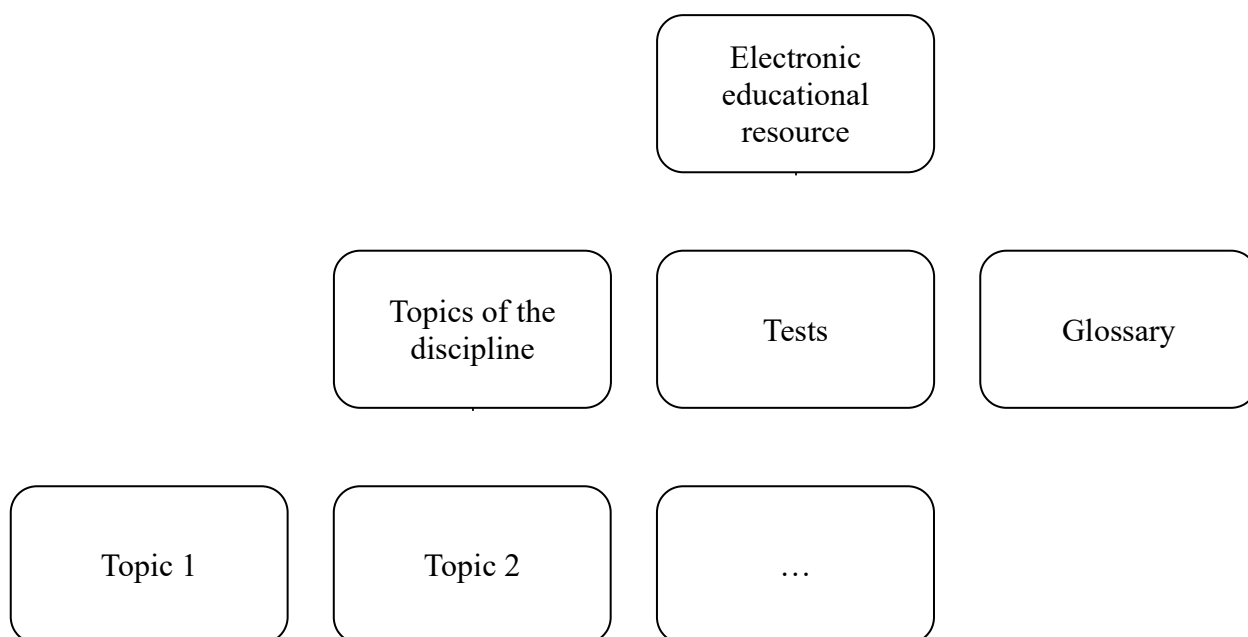 Electronic
educational
resource
Topics of the
discipline
Tests
Glossary
Topic 1
Topic 2
…